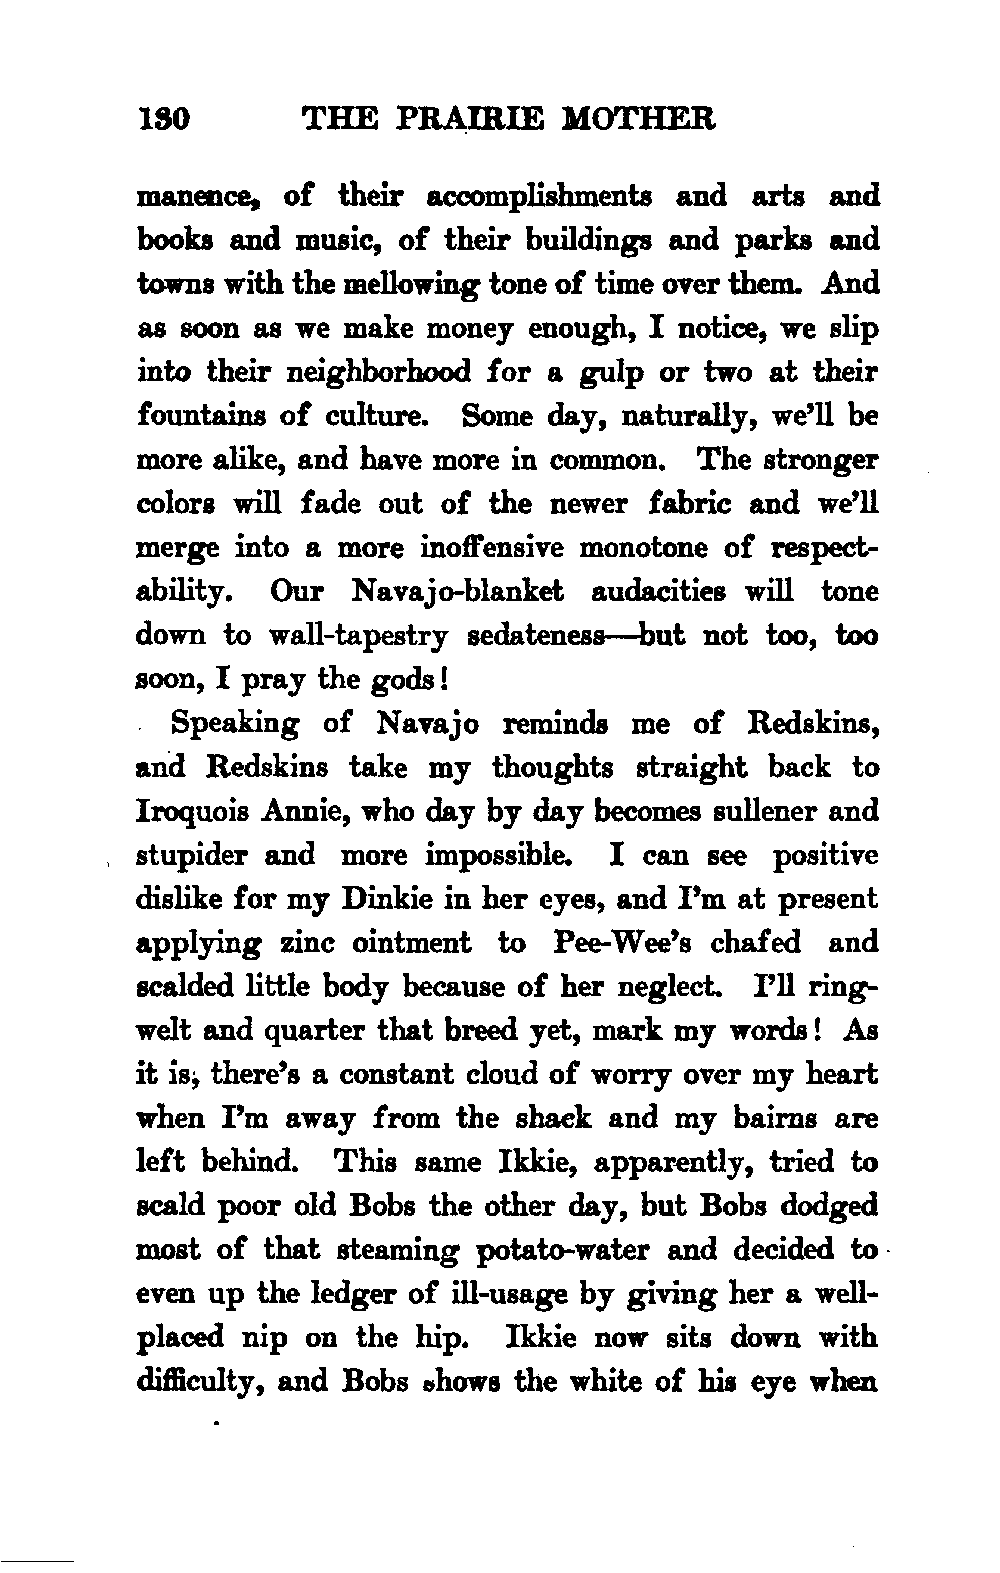 130 THE PRAIRIE MOTHER
manence, of their accomplishments and arts and
books and music, of their buildings and parks and
towns with the mellowing tone of time over them. And
as soon as we make money enough, I notice, we slip
into their neighborhood for a gulp or two at their
fountains of culture. Some day, naturally, we'll be
more alike, and have more in common. The stronger
colors will fade out of the newer fabric and we'll
merge into a more inoffensive monotone of respect-
ability. Our Navajo-blanket audacities will tone
down to wall-tapestry sedateness—but not too, too
soon, I pray the gods!
Speaking of Navajo reminds me of Redskins,
and Redskins take my thoughts straight back to
Iroquois Annie, who day by day becomes sullener and
stupider and more impossible. I can see positive
dislike for my Dinkie in her eyes, and I'm at present
applying zinc ointment to Pee-Wee's chafed and
scalded little body because of her neglect. I'll ring-
welt and quarter that breed yet, mark my words! As
it is, there's a constant cloud of worry over my heart
when I'm away from the shack and my bairns are
left behind. This same Ikkie, apparently, tried to
scald poor old Bobs the other day, but Bobs dodged
most of that steaming potato-water and decided to
even up the ledger of ill-usage by giving her a well-
placed nip on the hip. Ikkie now sits down with
difficulty, and Bobs shows the white of his eye when